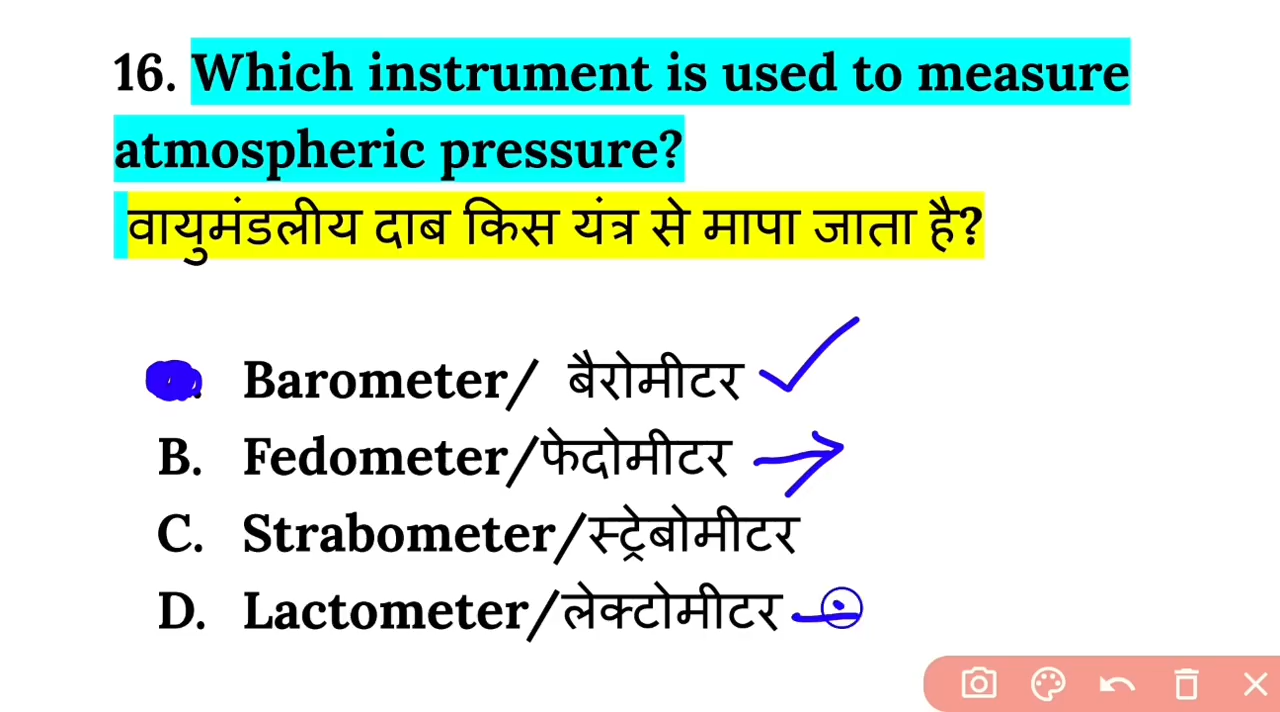 16. Which instrument is used to measure
atmospheric pressure?
वायुमंडलीय दाब किस यंत्र से मापा जाता है?
Barometer/ बैरोमीटर
B. Fedometer/फेदोमीटर
C. Strabometer/स्ट्रेबोमीटर
D. Lactometer/लेक्टोमीटर